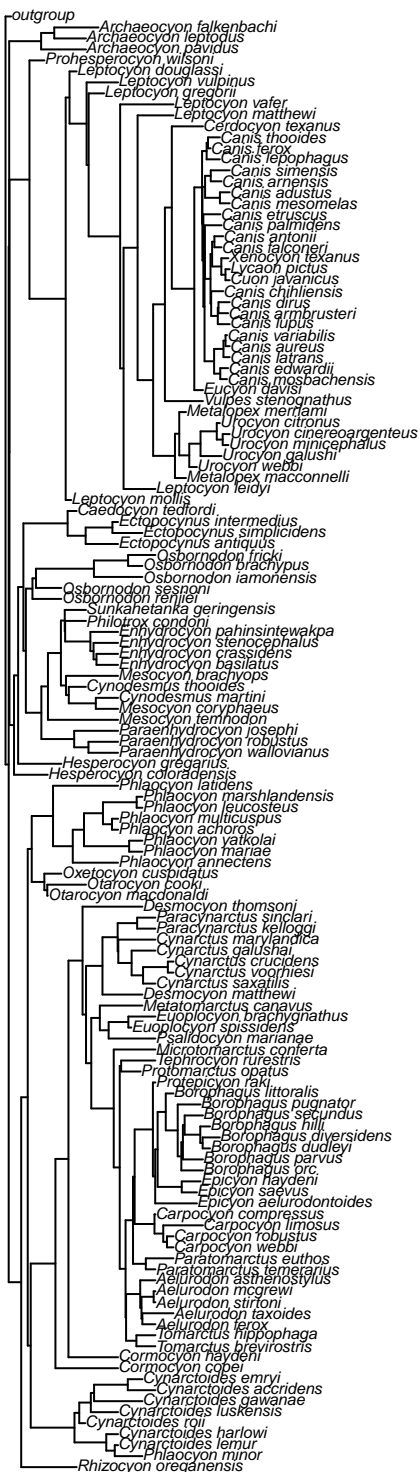 outgroup
Archaeocyon falkenbachi
Archaeocyon leptodus
Archaeocyon pavidus
Prohesperocyon wilsoni
Leptocyon douglassi
Leptocyon vulpinus
Leptocyon gregorii
Leptocyon vafer
Leptocyon matthewi
Cerdocyon texanus
Canis thooides
Canis ferox
Canis lepophagus
Canis simensis
Canis arnensis
Canis adustus
Canis mesomelas
Canis etruscus
Canis palmidens
Canis antonii
Canis falconeri
Xenocyon texanus
Lycaon pictus
Cuon javanicus
Canis chihliensis
Canis dirus
Canis armbrusteri
Canis lupus
Canis variabilis
Canis aureus
Canis latrans
Canis edwardii
Canis mosbachensis
Eucyon davisi
Vulpes stenognathus
Metalopex merriami
Urocyon citronus
Urocyon cinereoargenteus
Urocyon minicephalus
Urocyon galushi
Urocyon webbi
Metalopex macconnelli
Leptocyon leidyi
Leptocyon mollis
Caedocyon tedfordi
Ectopocynus intermedius
Ectopocynus simplicidens
Ectopocynus antiquus
Osbornodon fricki
Osbornodon brachypus
Osbornodon iamonensis
Osbornodon sesnoni
Osbornodon renjiei
Sunkahetanka geringensis
Philotrox condoni
Enhydrocyon pahinsintewakpa
Enhydrocyon stenocephalus
Enhydrocyon crassidens
Enhydrocyon basilatus
Mesocyon brachyops
Cynodesmus thooides
Cynodesmus martini
Mesocyon coryphaeus
Mesocyon temnodon
Paraenhydrocyon josephi
Paraenhydrocyon robustus
Paraenhydrocyon wallovianus
Hesperocyon gregarius
Hesperocyon coloradensis
Phlaocyon latidens
Phlaocyon marshlandensis
Phlaocyon leucosteus
Phlaocyon multicuspus
Phlaocyon achoros
Phlaocyon yatkolai
Phlaocyon mariae
Phlaocyon annectens
Oxetocyon cuspidatus
Otarocyon cooki
Otarocyon macdonaldi
Desmocyon thomsoni
Paracynarctus sinclari
Paracynarctus kelloggi
Cynarctus marylandica
Cynarctus galushai
Cynarctus crucidens
Cynarctus voorhiesi
Cynarctus saxatilis
Desmocyon matthewi
Metatomarctus canavus
Euoplocyon brachygnathus
Euoplocyon spissidens
Psalidocyon marianae
Microtomarctus conferta
Tephrocyon rurestris
Protomarctus opatus
Protepicyon raki
Borophagus littoralis
Borophagus pugnator
Borophagus secundus
Borophagus hilli
Borophagus diversidens
Borophagus dudleyi
Borophagus parvus
Borophagus orc.
Epicyon haydeni
Epicyon saevus
Epicyon aelurodontoides
Carpocyon compressus
Carpocyon limosus
Carpocyon robustus
Carpocyon webbi
Paratomarctus euthos
Paratomarctus temerarius
Aelurodon asthenostylus
Aelurodon mcgrewi
Aelurodon stirtoni
Aelurodon taxoides
Aelurodon ferox
Tomarctus hippophaga
Tomarctus brevirostris
Cormocyon haydeni
Cormocyon cobei
Cynarctoides emryi
Cynarctoides accridens
Cynarctoides gawanae
Cynarctoides luskensis
Cynarctoides roii
Cynarctoides harlowi
Cynarctoides lemur
Phlaocyon minor
Rhizocyon oreganensis